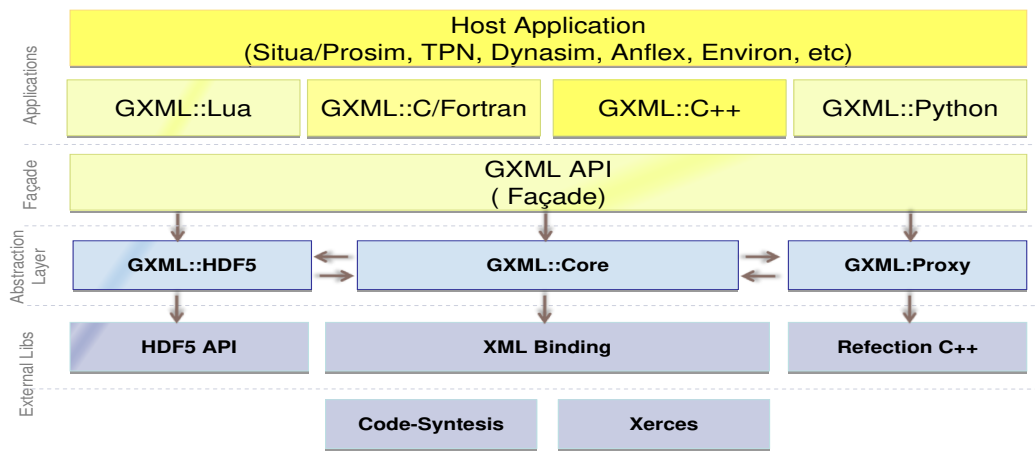 Applications
Host Application
(Situa/Prosim, TPN, Dynasim, Anflex, Environ, etc)
GXML::Lua
GXML::C/Fortran
GXML::C++
GXML::Python
Façade
GXML API
( Façade)
Abstraction
Layer
GXML::HDF5
GXML::Core
GXML:Proxy
External Libs
HDF5 API
XML Binding
Refection C++
Code-Syntesis
Xerces